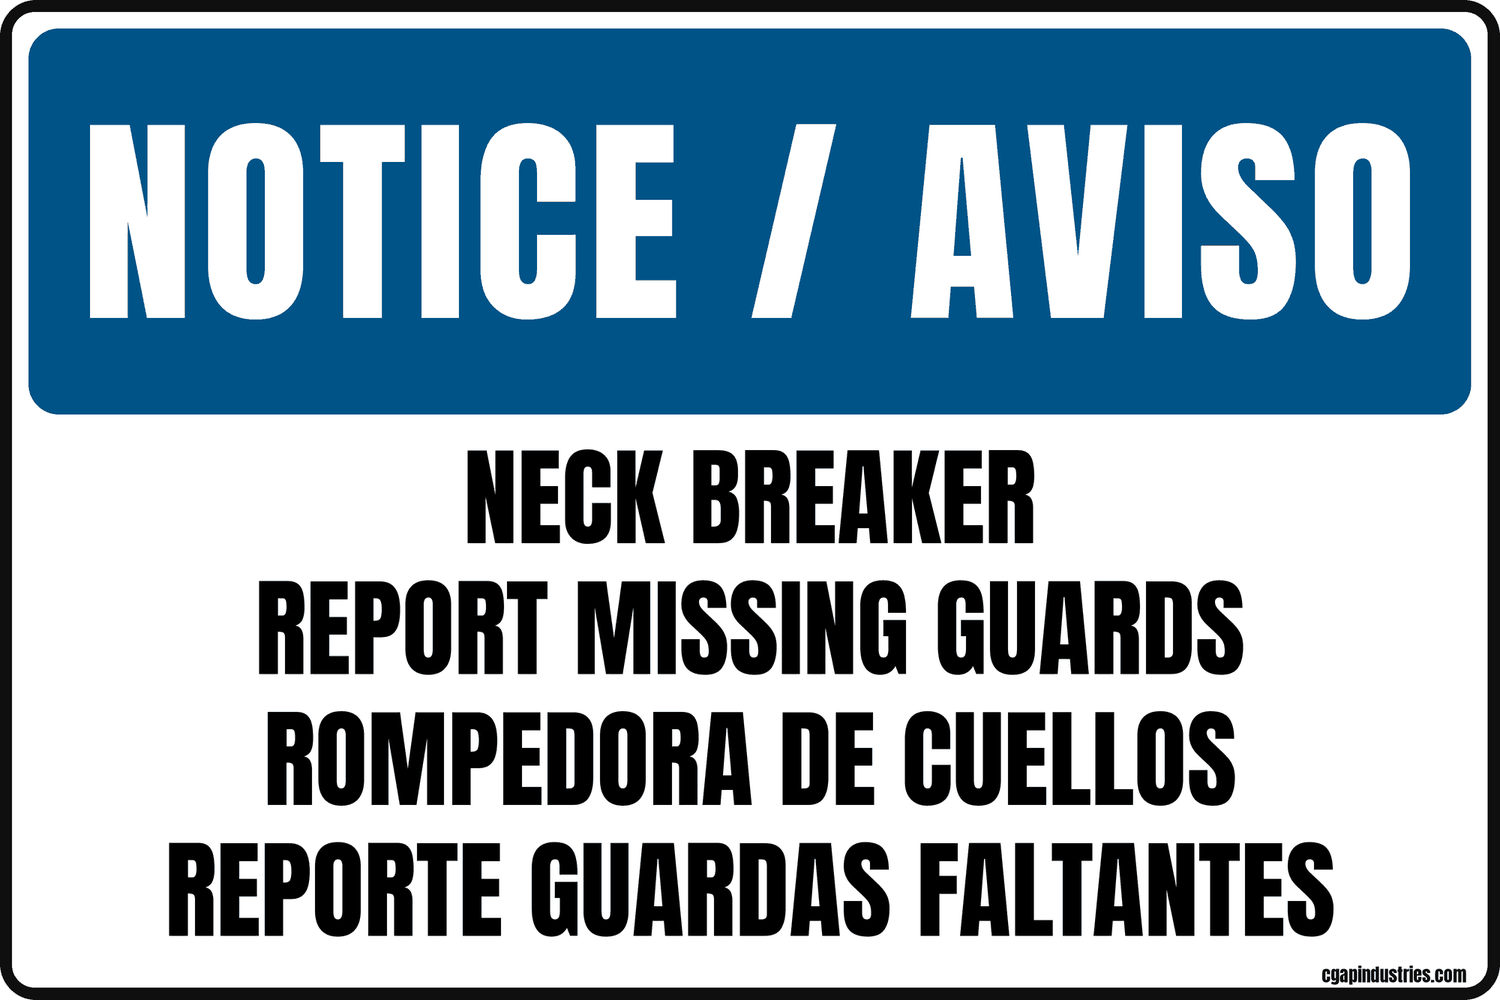 NOTICE / AVISO
NECK BREAKER
REPORT MISSING GUARDS
ROMPEDORA DE CUELLOS
REPORTE GUARDAS FALTANTES
cgapindustries.com